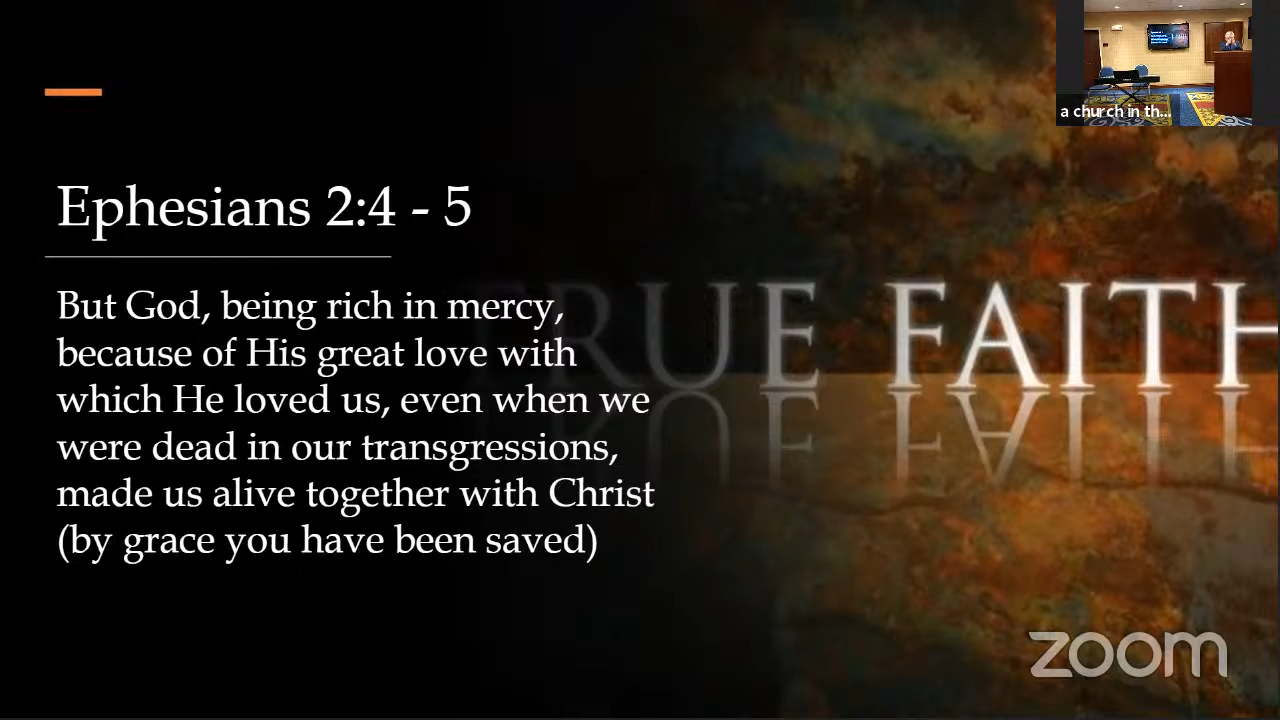 a church in th...
Ephesians 2:4 - 5
But God, being rich in mercy,
because of His great love with
which He loved us, even when we
were dead in our transgressions,
made us alive together with Christ
(by grace you have been saved)
TRUE FAITH
zoom